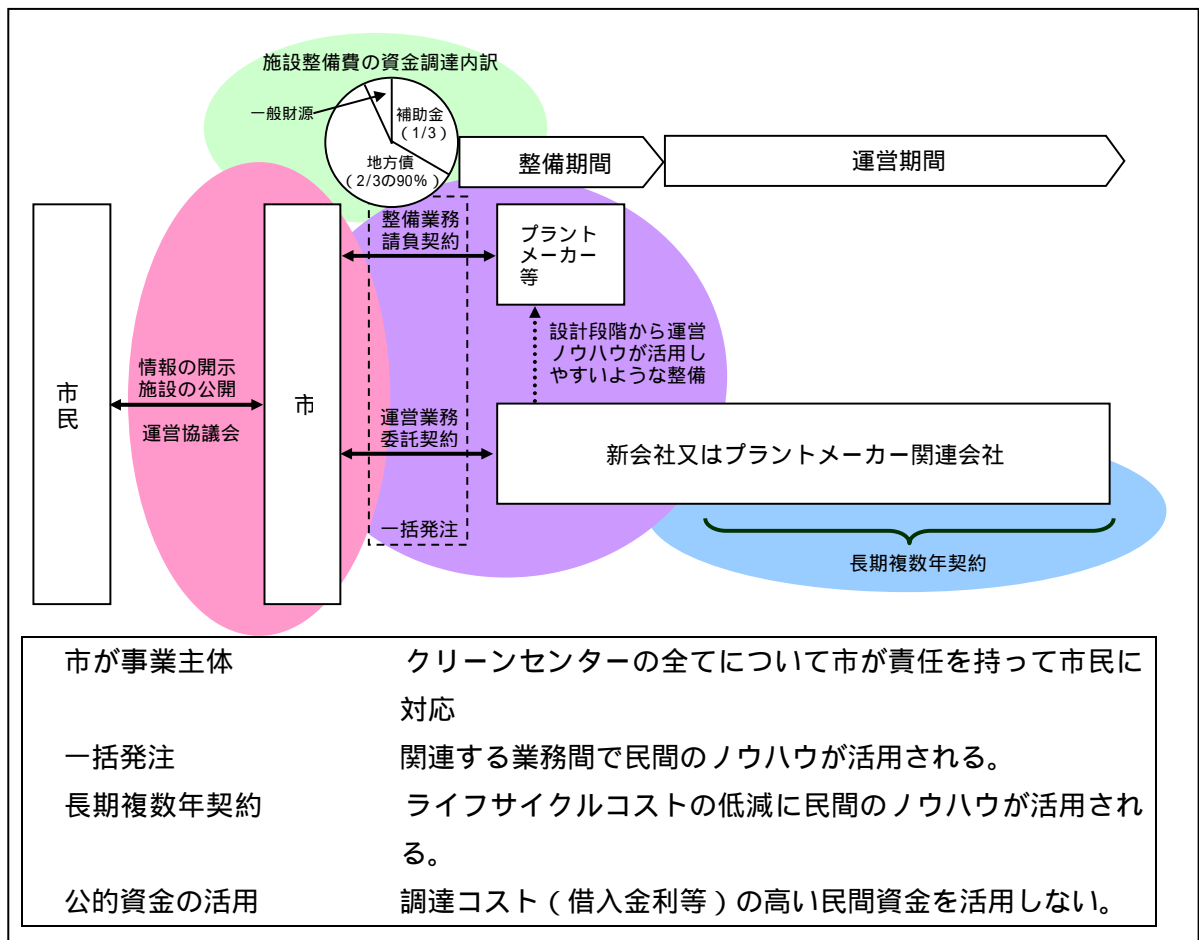 施設整備費の資金調達内訳
一般財源
補助金
(1/3)
地方債
(2/3の90%)
整備期間
運営期間
整備業務
請負契約
プラント
メーカー
等
設計段階から運営
ノウハウが活用し
やすいような整備
市民
情報の開示
施設の公開
運営協議会
市
運営業務
委託契約
新会社又はプラントメーカー関連会社
一括発注
長期複数年契約
市が事業主体 クリーンセンターの全てについて市が責任を持って市民に
対応
一括発注 関連する業務間で民間のノウハウが活用される。
長期複数年契約 ライフサイクルコストの低減に民間のノウハウが活用され
る。
公的資金の活用 調達コスト(借入金利等)の高い民間資金を活用しない。